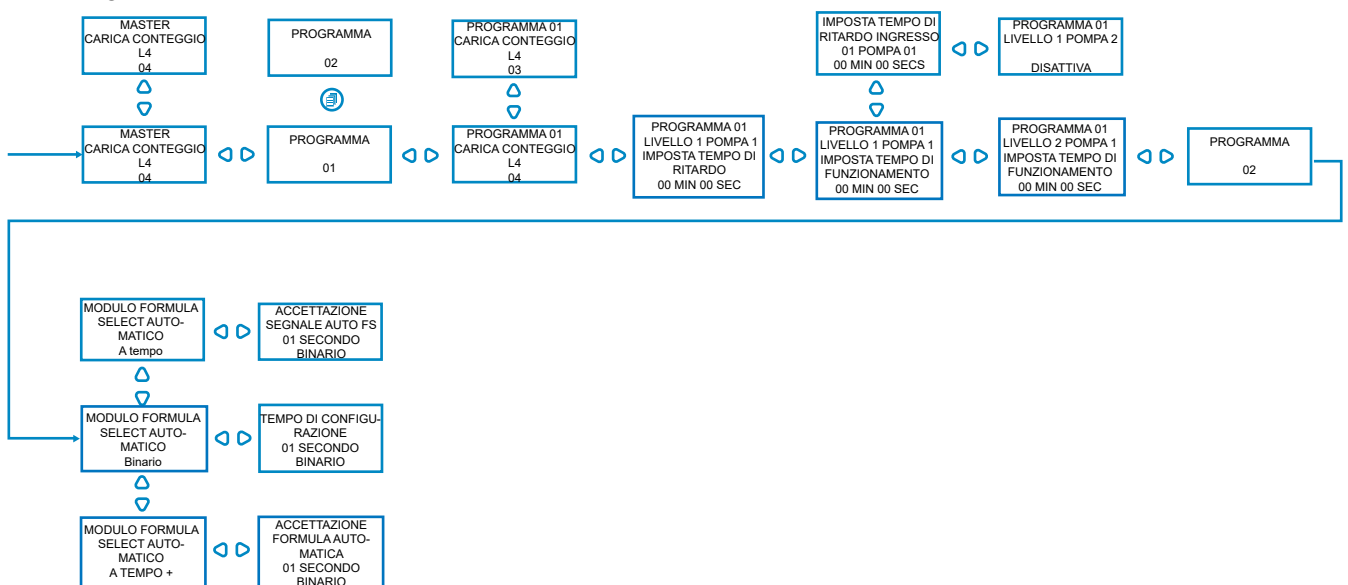 MASTER
CARICA CONTEGGIO
L4
04
PROGRAMMA
02
PROGRAMMA 01
CARICA CONTEGGIO
L4
03
IMPOSTA TEMPO DI
RITARDO INGRESSO
01 POMPA 01
00 MIN 00 SECS
PROGRAMMA 01
LIVELLO 1 POMPA 2
DISATTIVA
MASTER
CARICA CONTEGGIO
L4
04
PROGRAMMA
01
PROGRAMMA 01
CARICA CONTEGGIO
L4
04
PROGRAMMA 01
LIVELLO 1 POMPA 1
IMPOSTA TEMPO DI
RITARDO
00 MIN 00 SEC
PROGRAMMA 01
LIVELLO 1 POMPA 1
IMPOSTA TEMPO DI
FUNZIONAMENTO
00 MIN 00 SEC
PROGRAMMA 01
LIVELLO 2 POMPA 1
IMPOSTA TEMPO DI
FUNZIONAMENTO
00 MIN 00 SEC
PROGRAMMA
02
MODULO FORMULA
SELECT AUTO-
MATICO
A tempo
ACCETTAZIONE
SEGNALE AUTO FS
01 SECONDO
BINARIO
MODULO FORMULA
SELECT AUTO-
MATICO
Binario
TEMPO DI CONFIGU-
RAZIONE
01 SECONDO
BINARIO
MODULO FORMULA
SELECT AUTO-
MATICO
A TEMPO +
ACCETTAZIONE
FORMULA AUTO-
MATICA
01 SECONDO
BINARIO